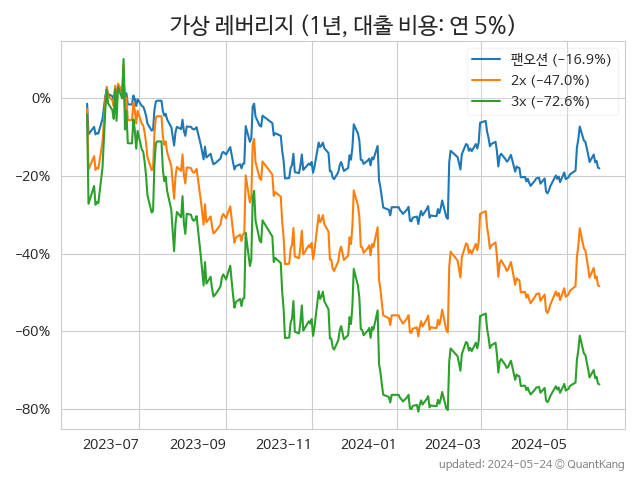 가상 레버리지 (1년, 대출 비용: 연 5%)
팬오션 (−16.9%)
2x (−47.0%)
3x (−72.6%)
0%
−20%
−40%
−60%
−80%
2023-07 2023-09 2023-11 2024-01 2024-03 2024-05
updated: 2024-05-24 © QuantKang